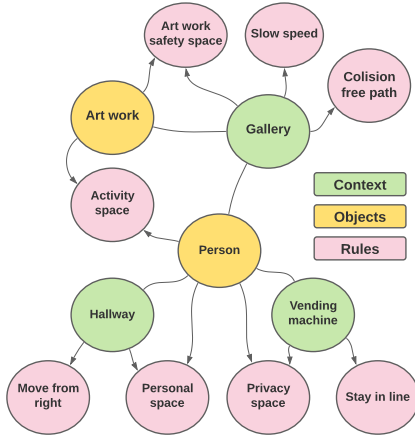 Art work
safety space
Slow speed
Colision
free path
Art work
Gallery
Activity
space
Context
Objects
Rules
Person
Hallway
Vending
machine
Move from
right
Personal
space
Privacy
space
Stay in line